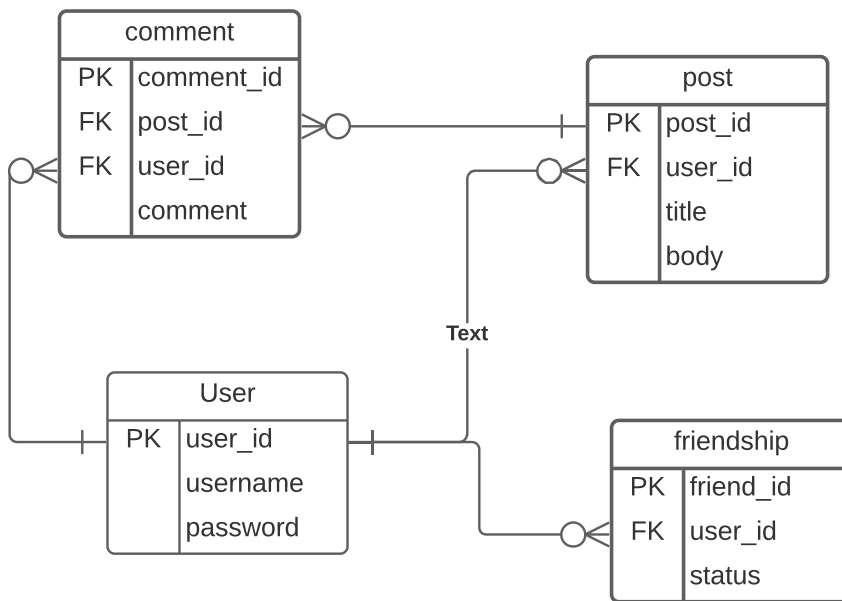 comment
PK comment_id
FK post_id
FK user_id
comment
post
PK post_id
FK user_id
title
body
Text
User
PK user_id
username
password
friendship
PK friend_id
FK user_id
status